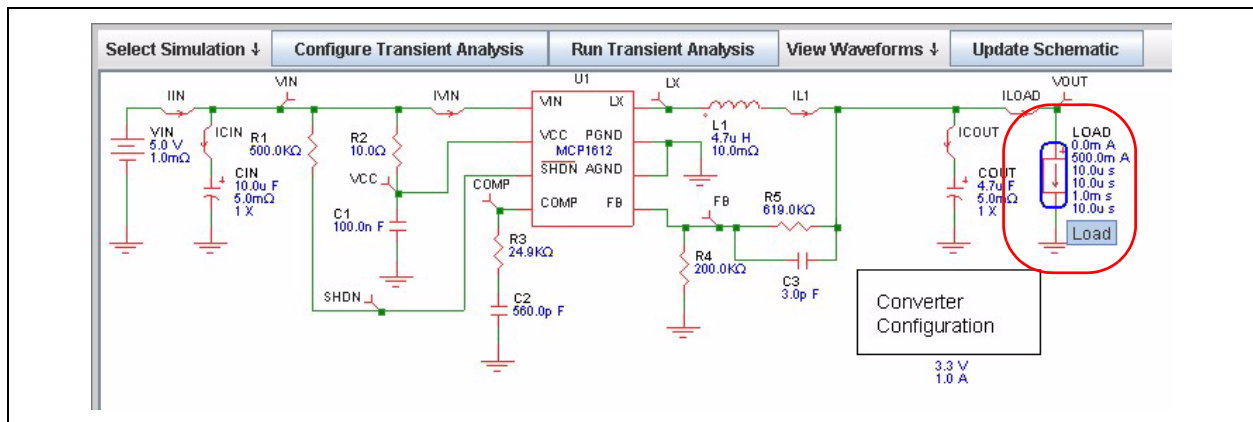 Select Simulation ↓ Configure Transient Analysis Run Transient Analysis View Waveforms ↓ Update Schematic
IIN
VIN
IVIN
U1
LX
IL1
ILOAD
VOUT
VIN
5.0 V
1.0mΩ
ICIN
CIN
10.0u F
5.0mΩ
1 X
R1
500.0KΩ
R2
10.0Ω
VCC
C1
100.0n F
SHDN
COMP
R3
24.9KΩ
C2
560.0p F
VIN LX
VCC PGND
MCP1612
SHDN AGND
COMP FB
L1
4.7u H
10.0mΩ
FB
R5
619.0KΩ
R4
200.0KΩ
C3
3.0p F
ICOUT
COUT
4.7u F
5.0mΩ
1 X
LOAD
0.0m A
500.0m A
10.0u s
10.0u s
1.0m s
10.0u s
Load
Converter
Configuration
3.3 V
1.0 A